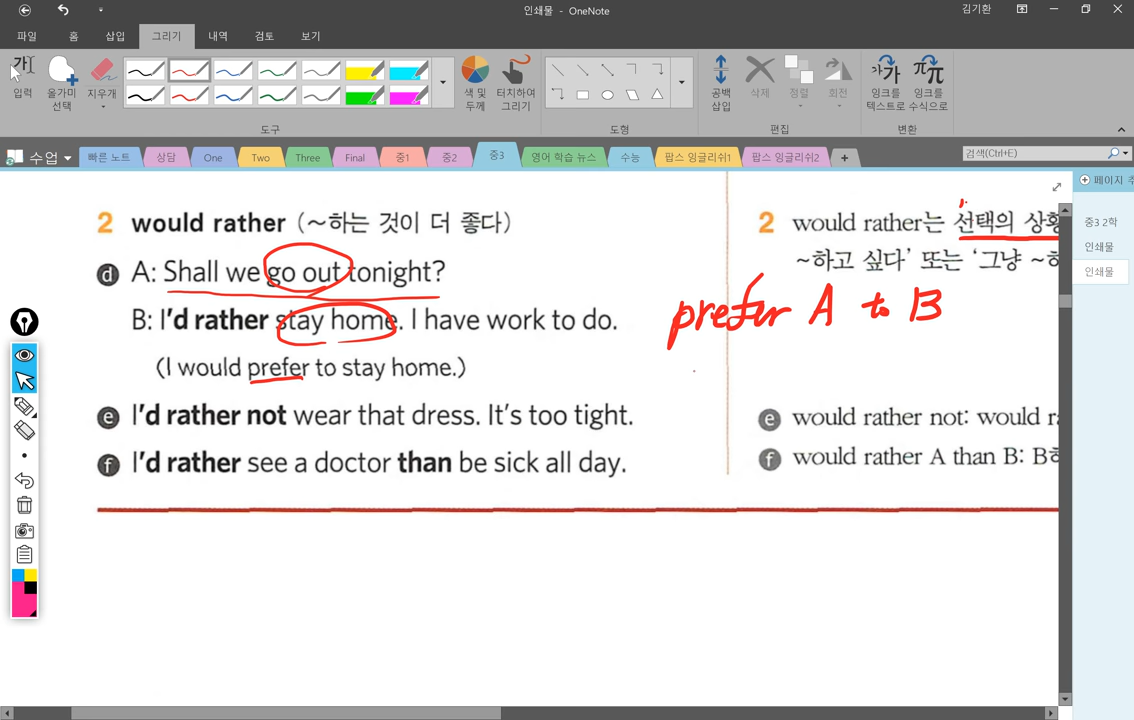 인쇄물 - OneNote
김기환
파일 홈 삽입 그리기 내역 검토 보기
입력 올가미 선택 지우개 색 및 두께 터치하여 그리기 공백 삽입 삭제 정렬 회전 잉크를 텍스트로 잉크를 수식으로
도구 도형 편집 변환
수업 빠른 노트 상담 One Two Three Final 중1 중2 중3 영어 학습 뉴스 수능 팝스 잉글리쉬1 팝스 잉글리쉬2 검색(Ctrl+E)
페이지 추
중3 2학
인쇄물
인쇄물
2 would rather (~하는 것이 더 좋다)
d A: Shall we go out tonight?
B: I'd rather stay home. I have work to do.
(I would prefer to stay home.)
e I'd rather not wear that dress. It's too tight.
f I'd rather see a doctor than be sick all day.
2 would rather는 선택의 상황
~하고 싶다' 또는 '그냥 ~하
prefer A to B
e would rather not: would ra
f would rather A than B: B하